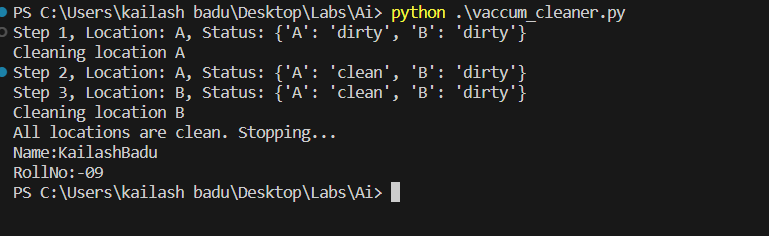 PS C:\Users\kailash badu\Desktop\Labs\Ai> python .\vaccum_cleaner.py
Step 1, Location: A, Status: {'A': 'dirty', 'B': 'dirty'}
Cleaning location A
Step 2, Location: A, Status: {'A': 'clean', 'B': 'dirty'}
Step 3, Location: B, Status: {'A': 'clean', 'B': 'dirty'}
Cleaning location B
All locations are clean. Stopping...
Name:KailashBadu
RollNo:-09
PS C:\Users\kailash badu\Desktop\Labs\Ai>